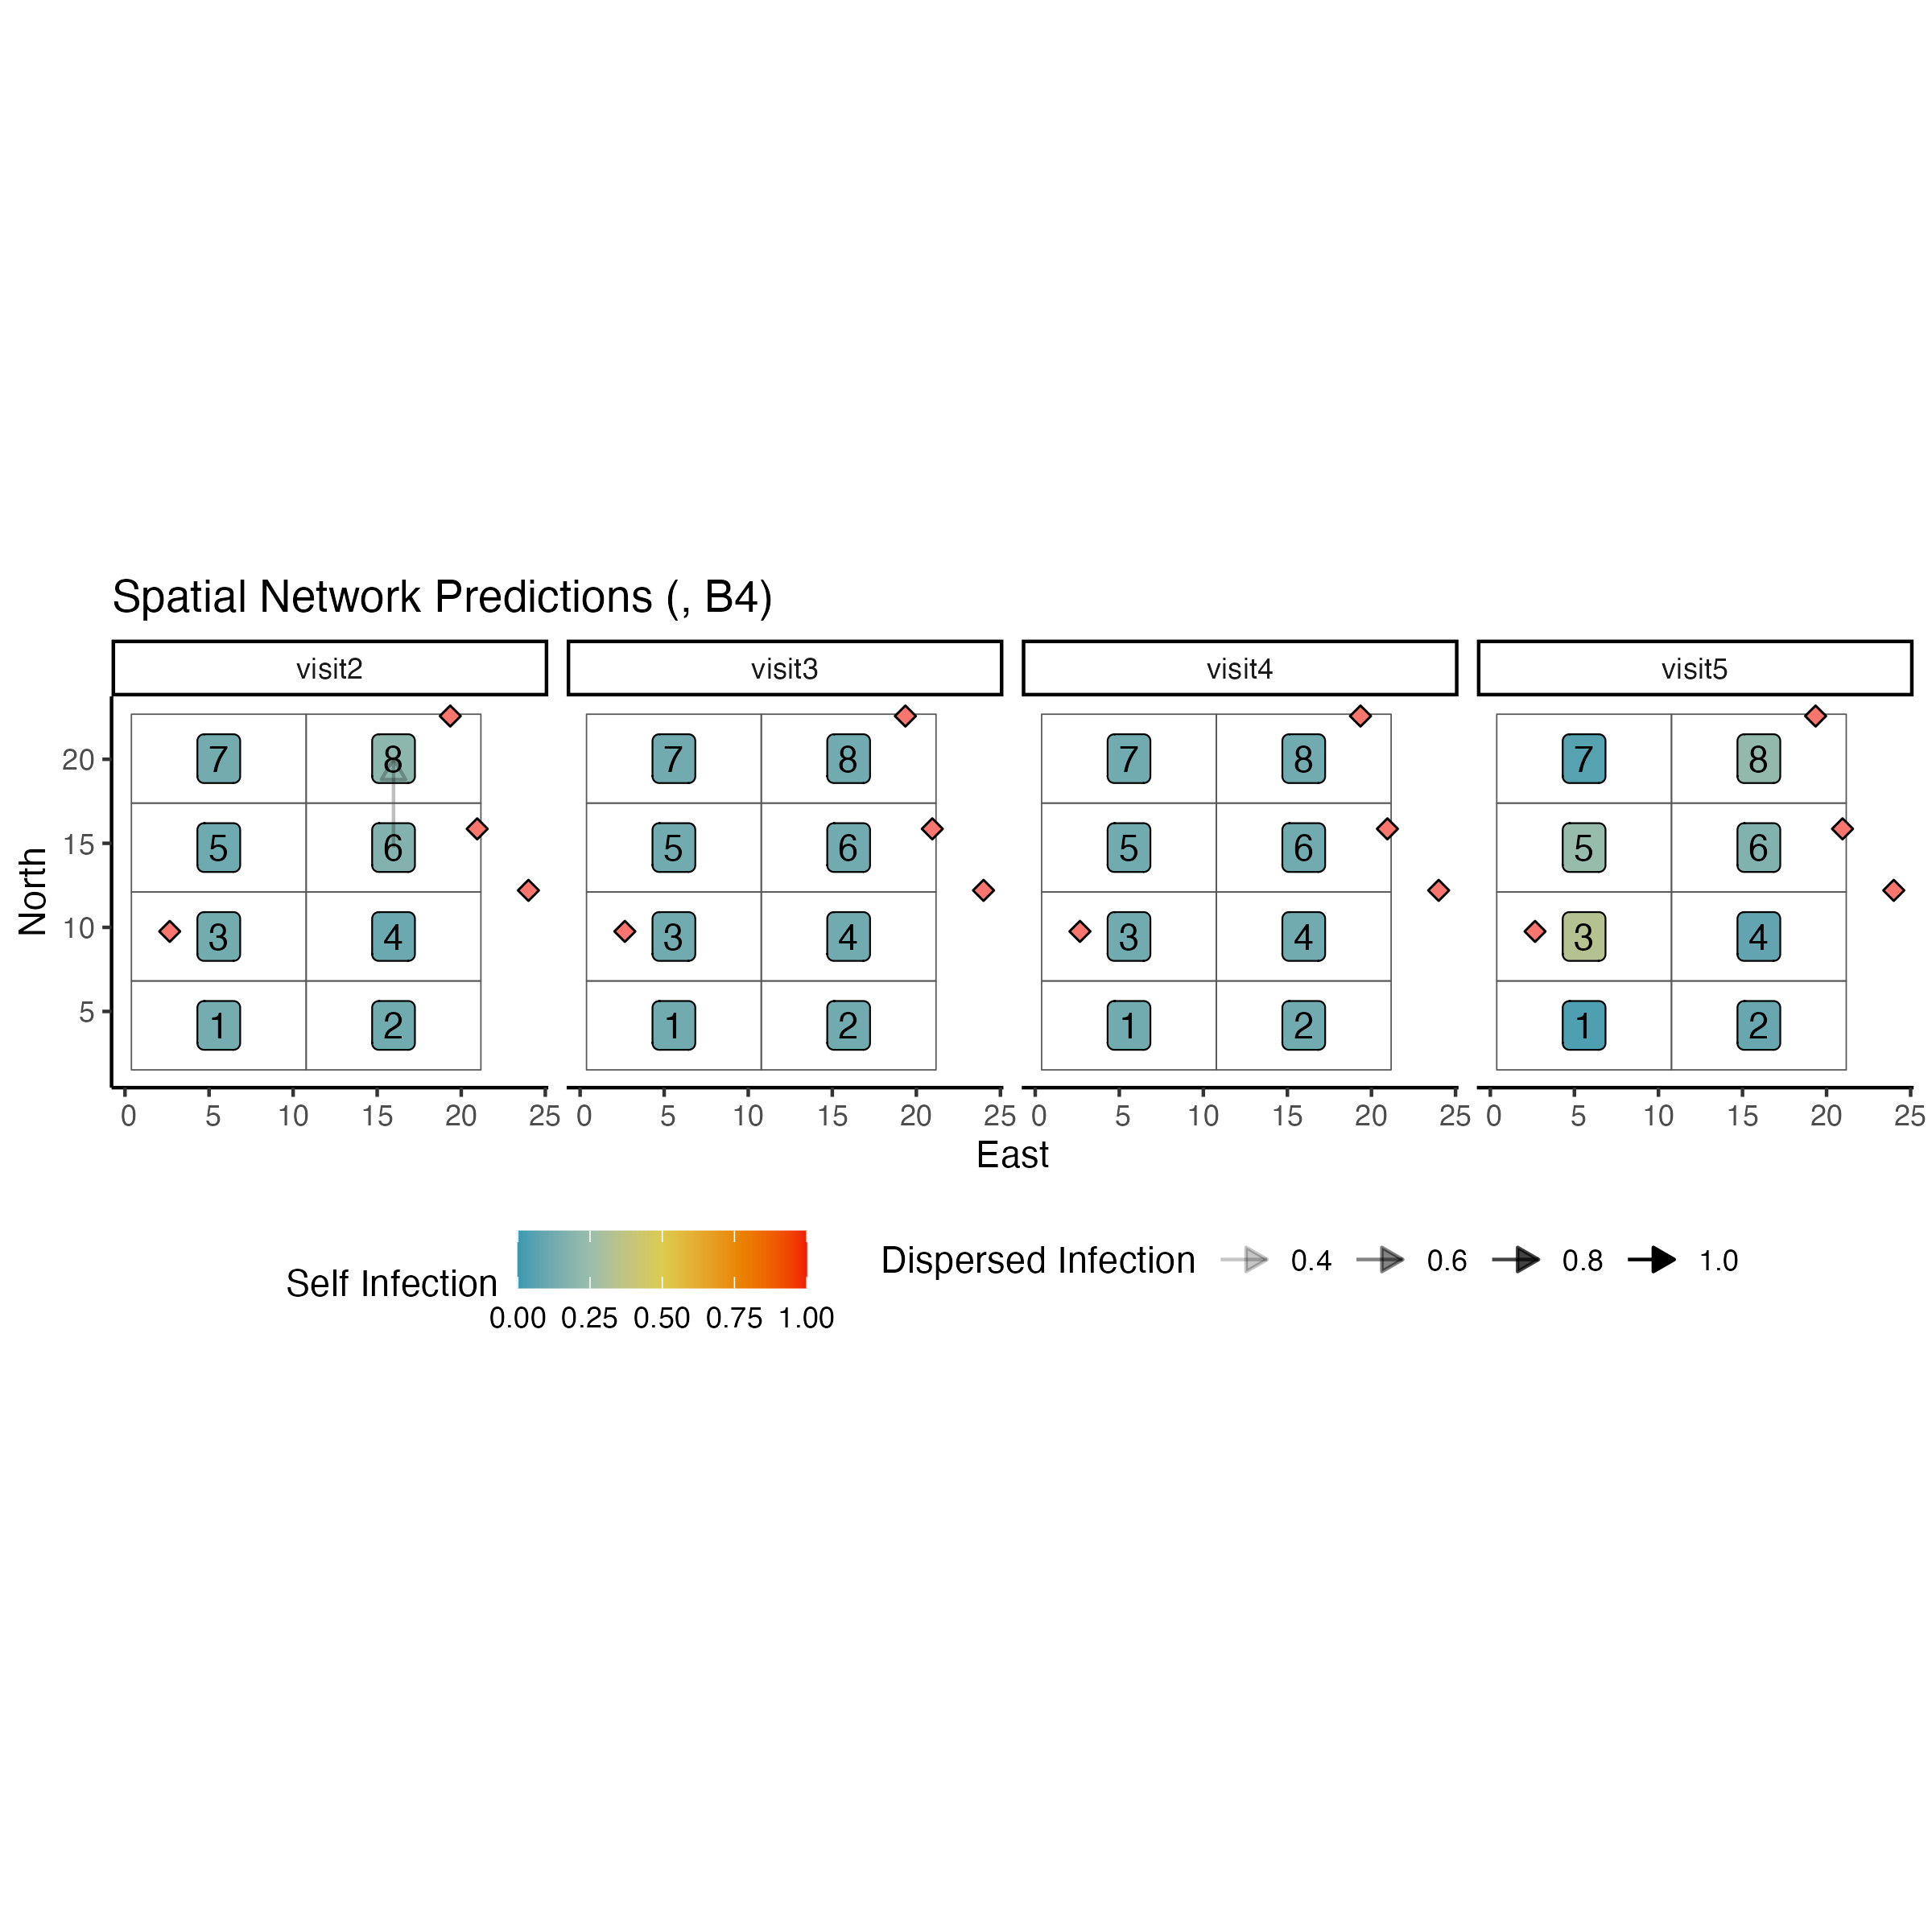 Spatial Network Predictions (, B4)
visit2 visit3 visit4 visit5
20 7 8 7 8 7 8 7 8
15 5 6 5 6 5 6 5 6
10 3 4 3 4 3 4 3 4
5 1 2 1 2 1 2 1 2
North
0 5 10 15 20 25 0 5 10 15 20 25 0 5 10 15 20 25 0 5 10 15 20 25
East
Self Infection
0.00 0.25 0.50 0.75 1.00
Dispersed Infection 0.4 0.6 0.8 1.0